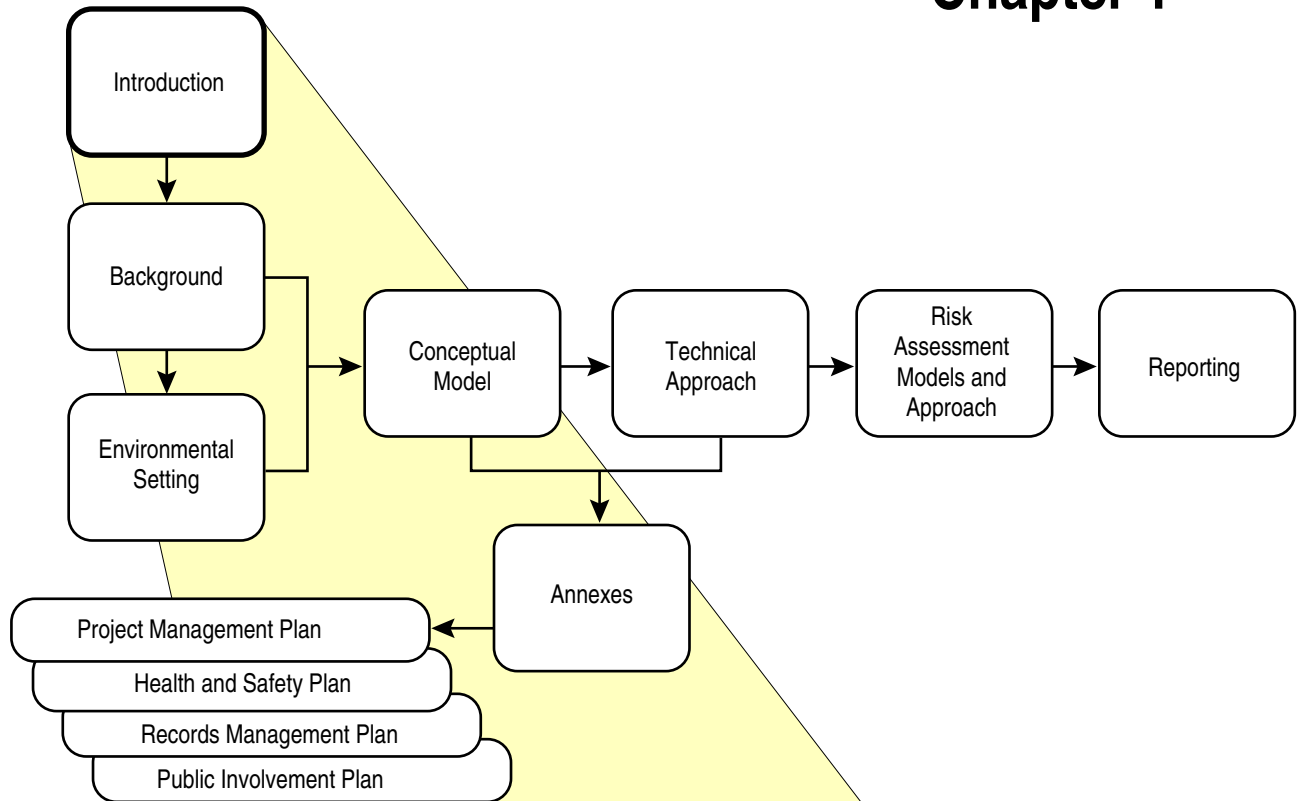 Chapter 1
Introduction
Background
Environmental
Setting
Conceptual
Model
Technical
Approach
Risk
Assessment
Models and
Approach
Reporting
Annexes
Project Management Plan
Health and Safety Plan
Records Management Plan
Public Involvement Plan